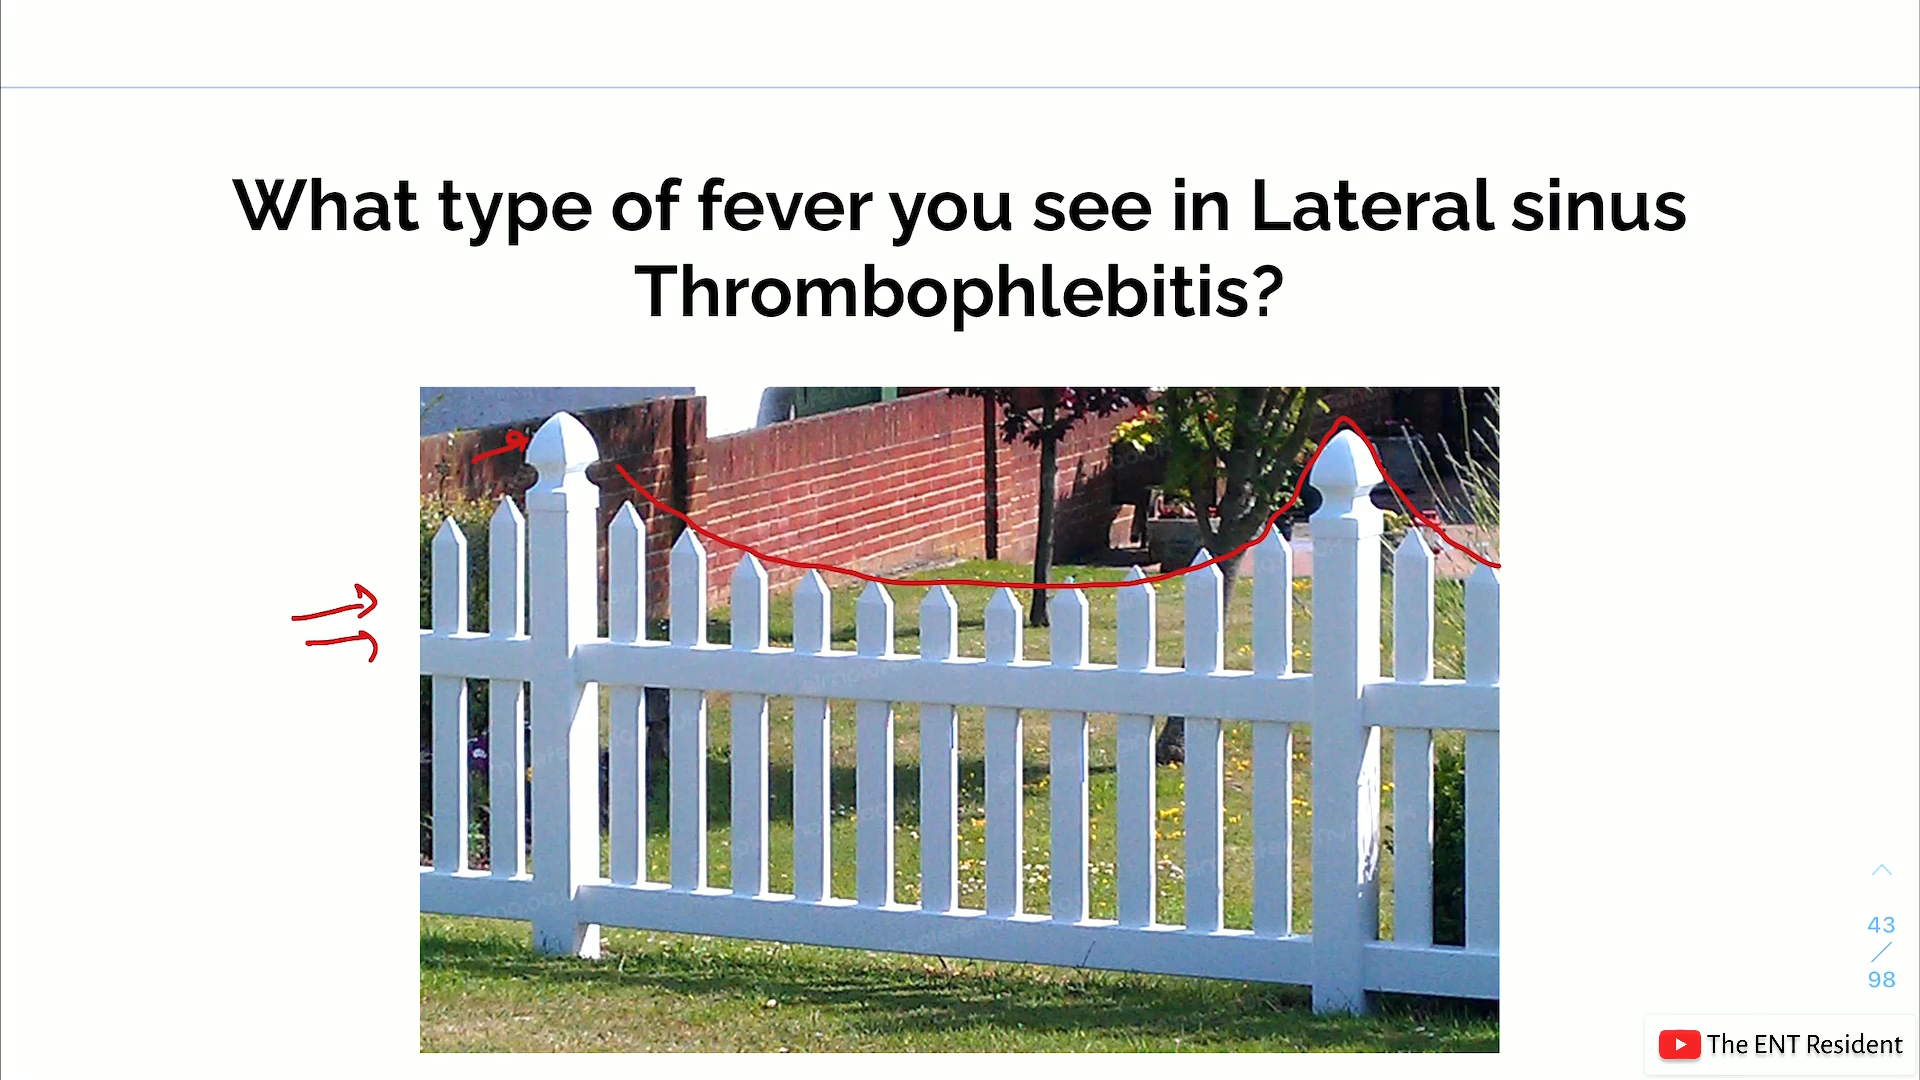 What type of fever you see in Lateral sinus
Thrombophlebitis?
43
/
98
The ENT Resident